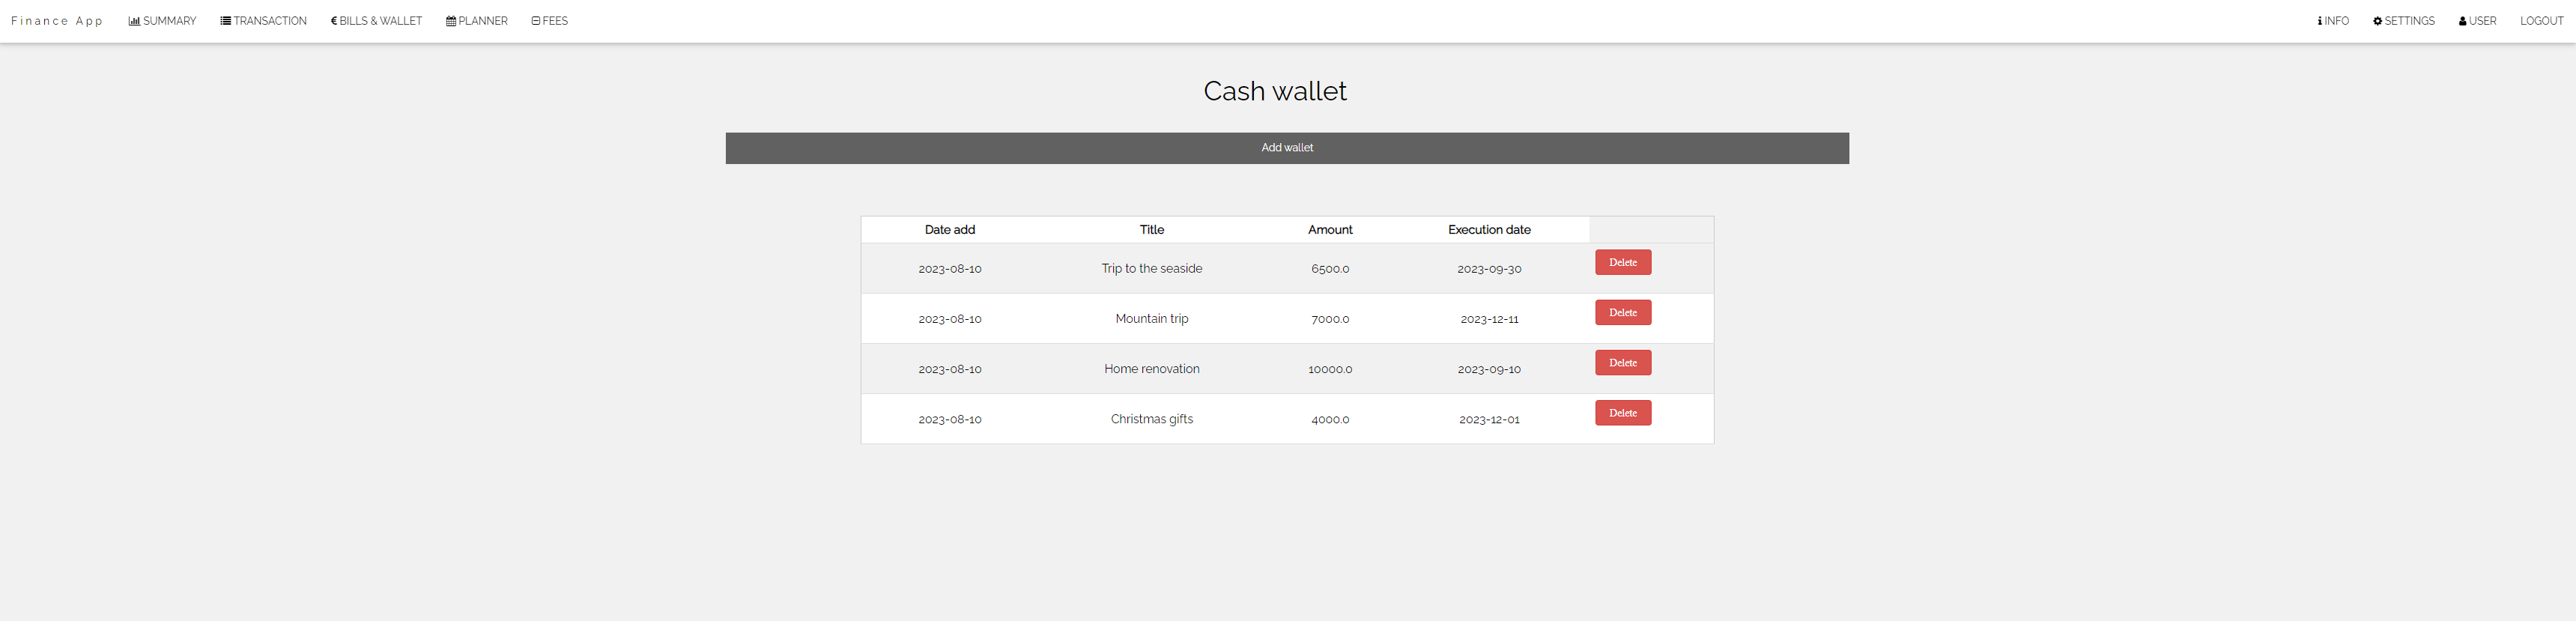 Finance App SUMMARY TRANSACTION € BILLS & WALLET PLANNER FEES INFO SETTINGS USER LOGOUT
Cash wallet
Add wallet
Date add Title Amount Execution date
2023-08-10 Trip to the seaside 6500.0 2023-09-30 Delete
2023-08-10 Mountain trip 7000.0 2023-12-11 Delete
2023-08-10 Home renovation 10000.0 2023-09-10 Delete
2023-08-10 Christmas gifts 4000.0 2023-12-01 Delete